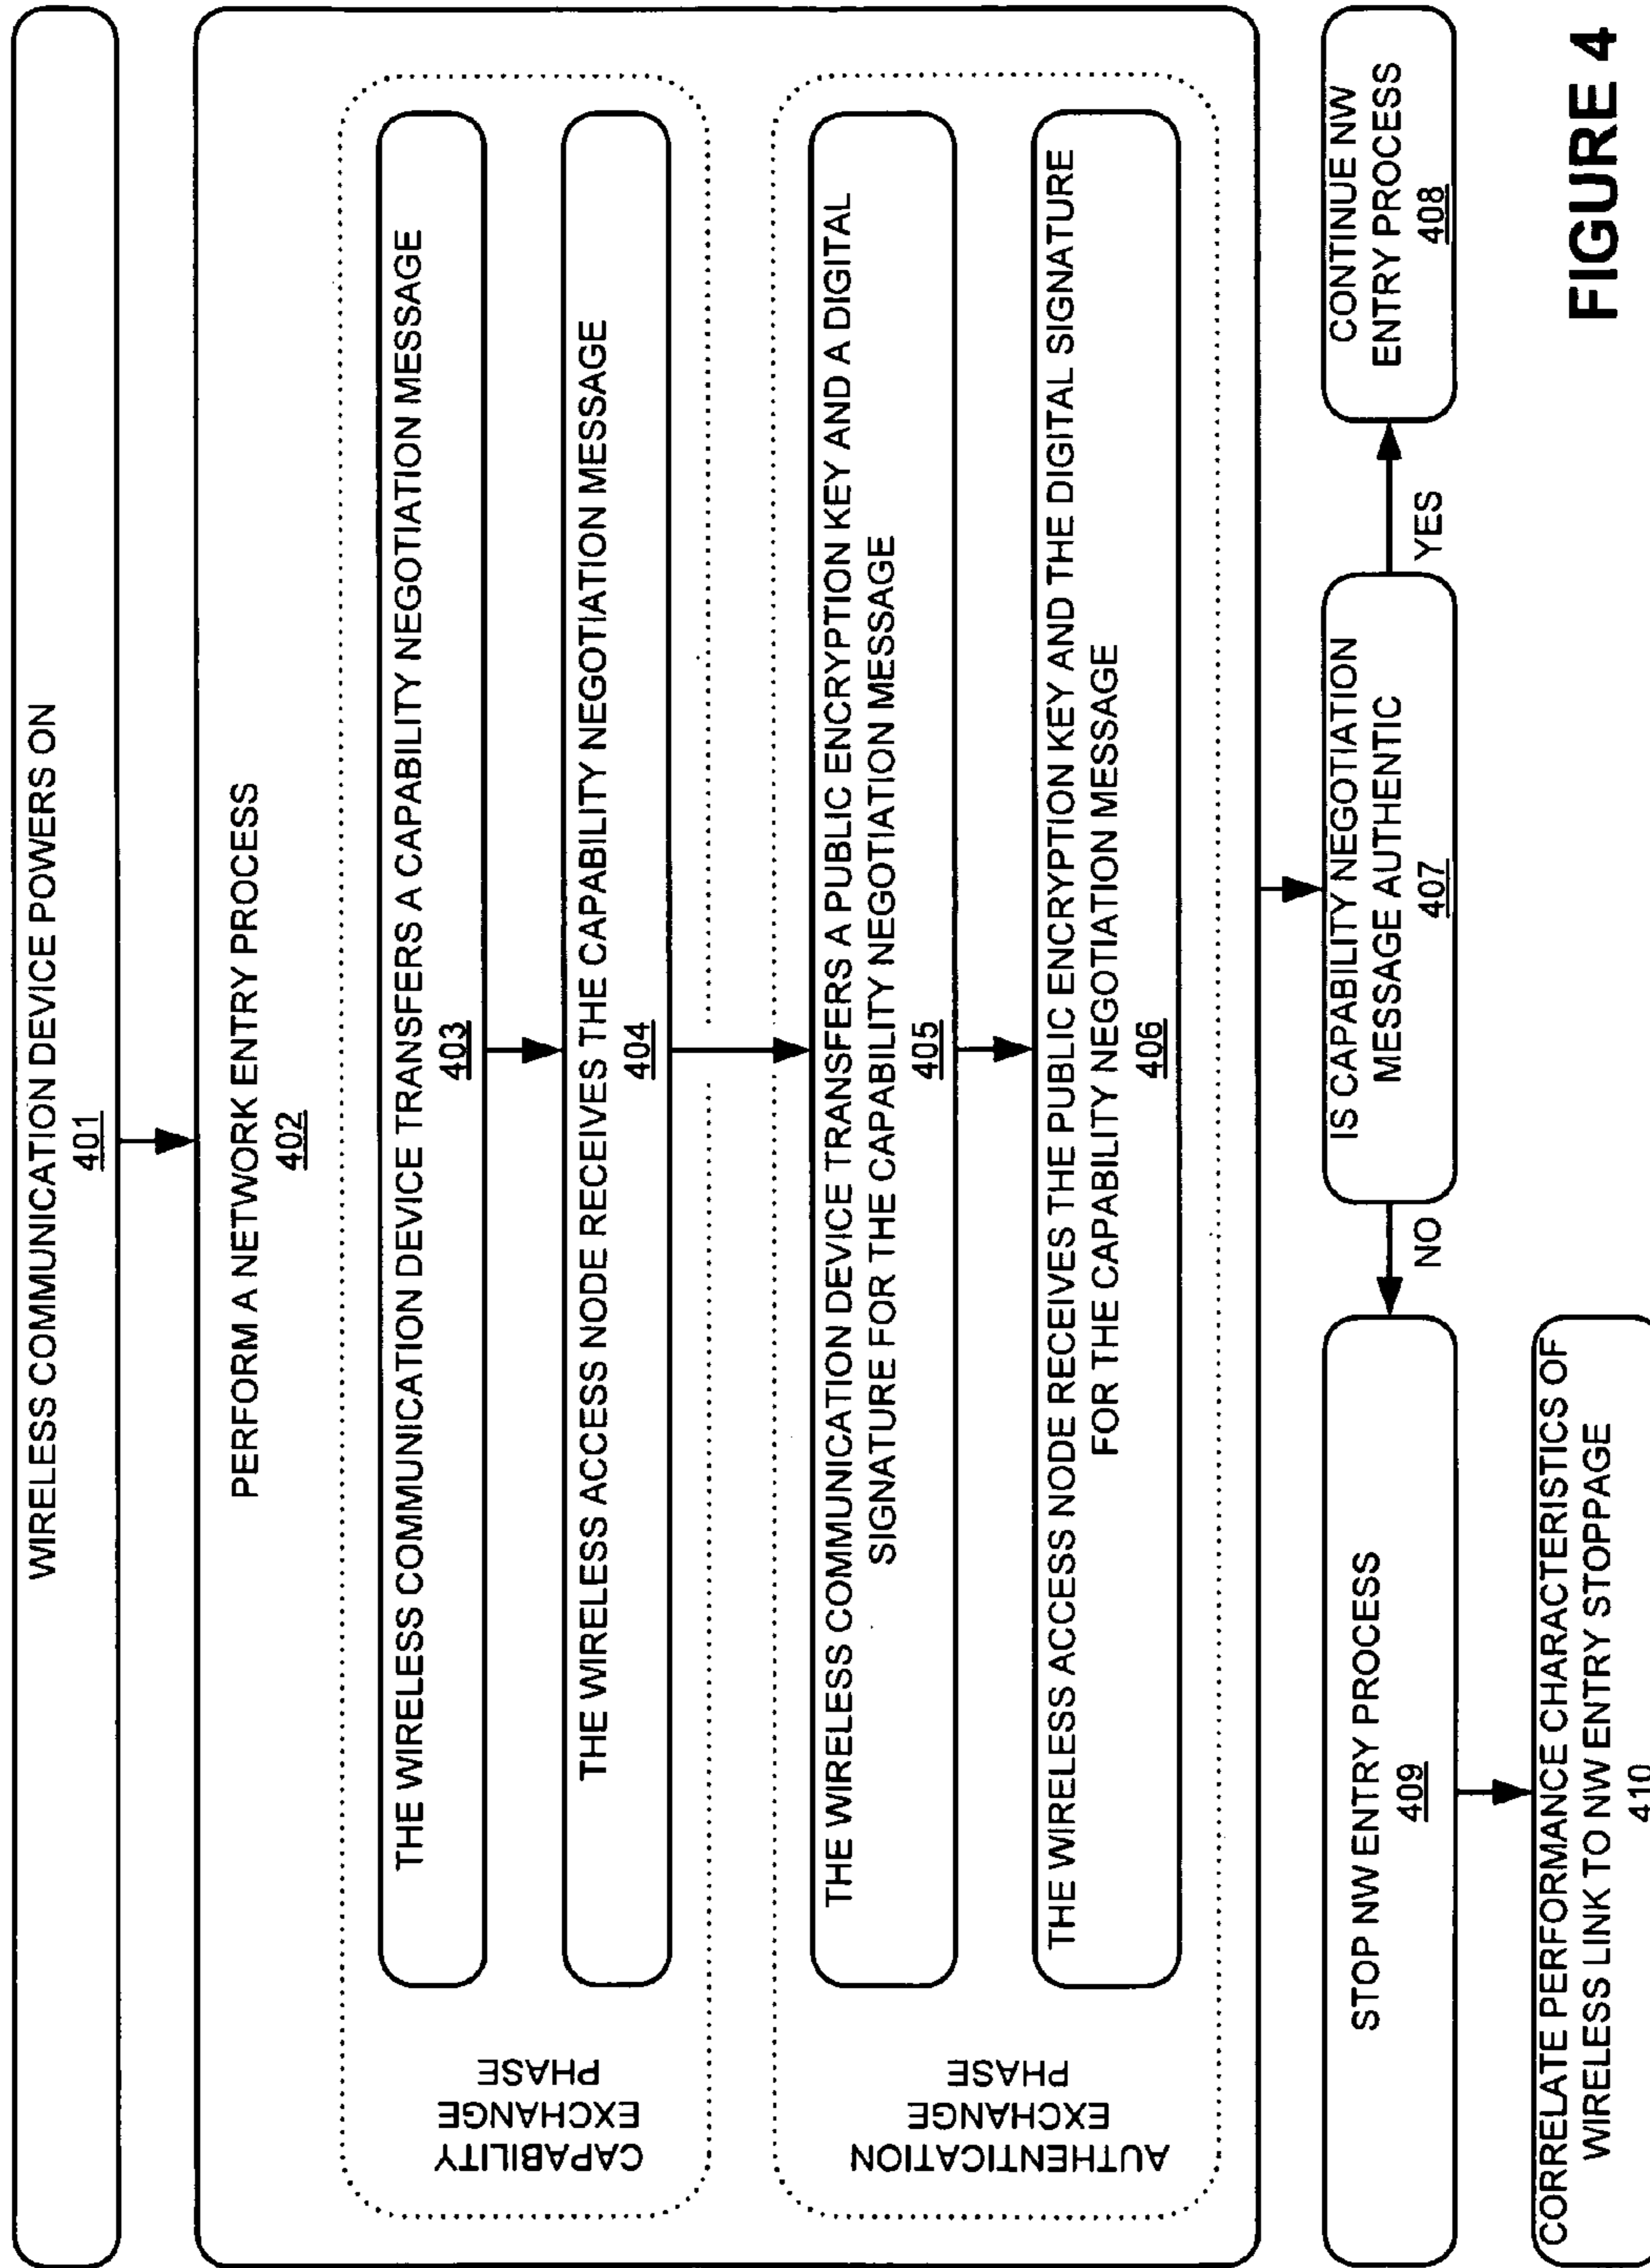 WIRELESS COMMUNICATION DEVICE POWERS ON
401
PERFORM A NETWORK ENTRY PROCESS
402
CAPABILITY
EXCHANGE
PHASE
THE WIRELESS COMMUNICATION DEVICE TRANSFERS A CAPABILITY NEGOTIATION MESSAGE
403
THE WIRELESS ACCESS NODE RECEIVES THE CAPABILITY NEGOTIATION MESSAGE
404
AUTHENTICATION
EXCHANGE
PHASE
THE WIRELESS COMMUNICATION DEVICE TRANSFERS A PUBLIC ENCRYPTION KEY AND A DIGITAL
SIGNATURE FOR THE CAPABILITY NEGOTIATION MESSAGE
405
THE WIRELESS ACCESS NODE RECEIVES THE PUBLIC ENCRYPTION KEY AND THE DIGITAL SIGNATURE
FOR THE CAPABILITY NEGOTIATION MESSAGE
406
IS CAPABILITY NEGOTIATION
MESSAGE AUTHENTIC
407
YES
CONTINUE NW
ENTRY PROCESS
408
NO
STOP NW ENTRY PROCESS
409
CORRELATE PERFORMANCE CHARACTERISTICS OF
WIRELESS LINK TO NW ENTRY STOPPAGE
410
FIGURE 4